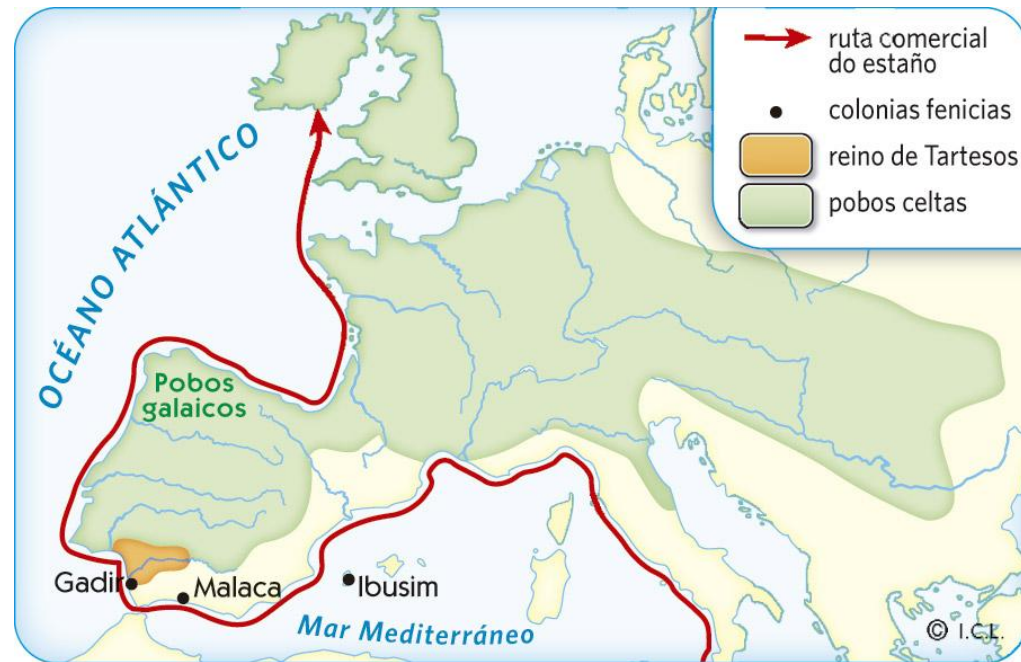 ruta comercial
do estaño
colonias fenicias
reino de Tartesos
pobos celtas
OCÉANO ATLÁNTICO
Pobos
galaicos
Gadir
Malaca
Ibusim
Mar Mediterráneo
© I.C.L.